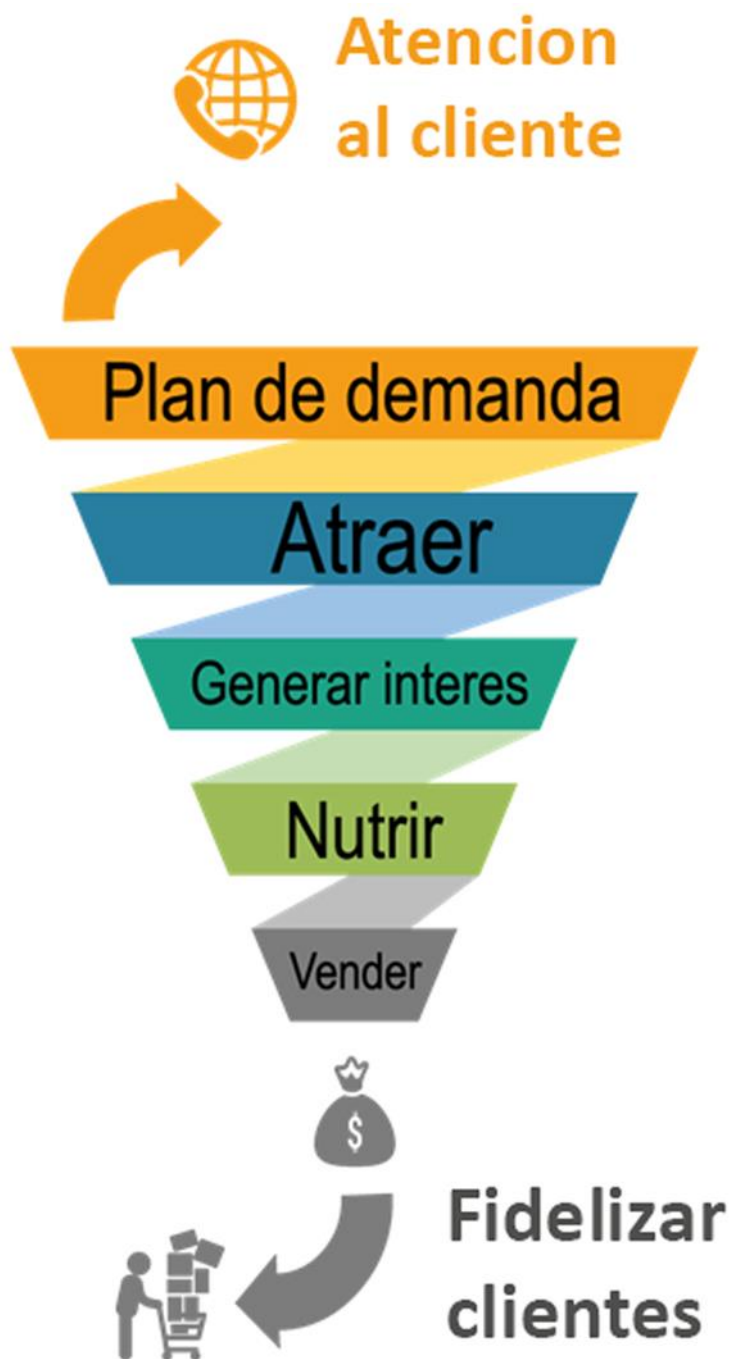 Atencion
al cliente
Plan de demanda
Atraer
Generar interes
Nutrir
Vender
$
Fidelizar
clientes